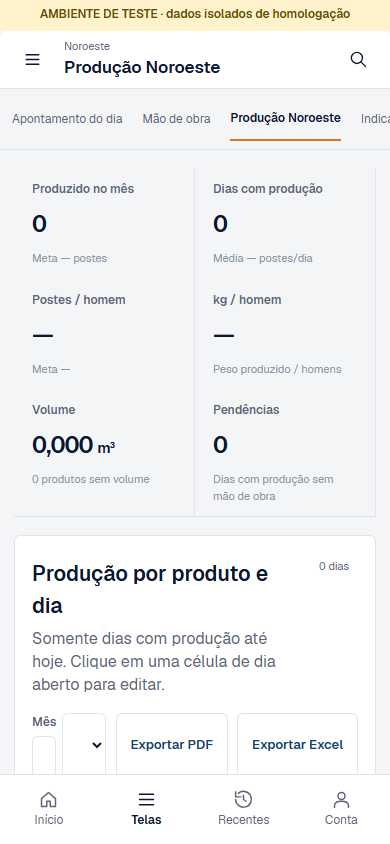 AMBIENTE DE TESTE · dados isolados de homologação
Noroeste
Produção Noroeste
Apontamento do dia
Mão de obra
Produção Noroeste
Indica
Produzido no mês
0
Meta — postes
Dias com produção
0
Média — postes/dia
Postes / homem
—
Meta —
kg / homem
—
Peso produzido / homens
Volume
0,000 m³
0 produtos sem volume
Pendências
0
Dias com produção sem
mão de obra
Produção por produto e
dia
0 dias
Somente dias com produção até
hoje. Clique em uma célula de dia
aberto para editar.
Mês
Exportar PDF
Exportar Excel
Início
Telas
Recentes
Conta